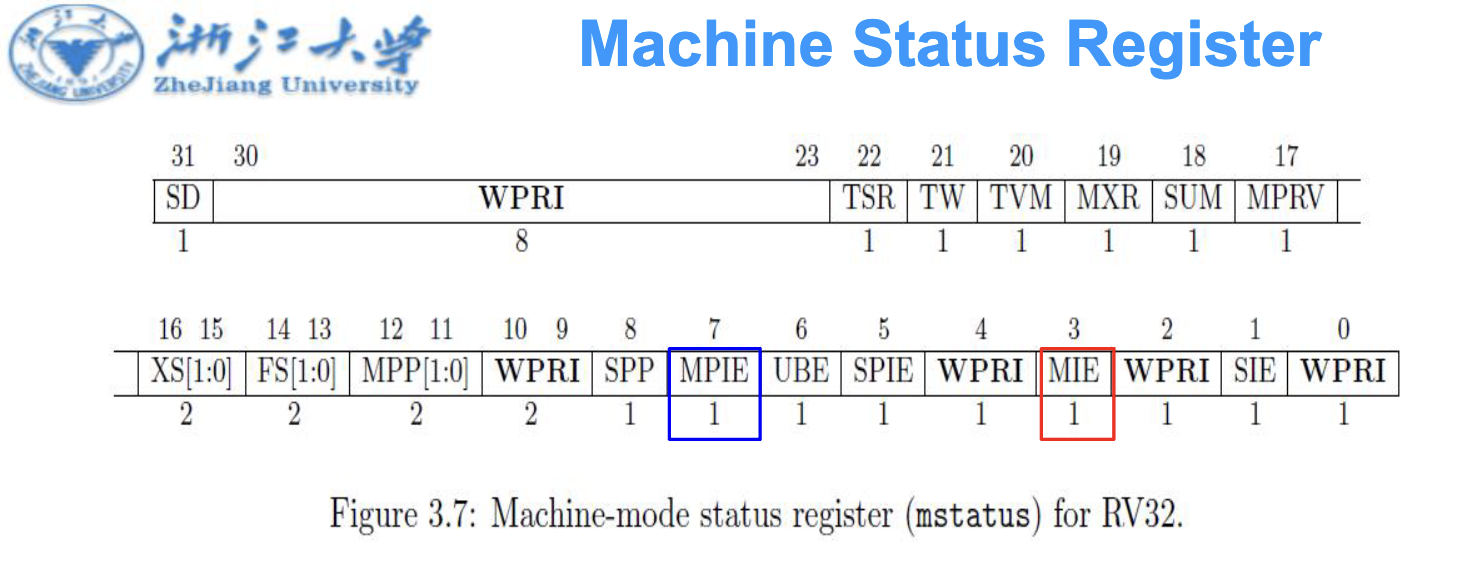 浙江大学
ZheJiang University
Machine Status Register
31 30 23 22 21 20 19 18 17
SD WPRI TSR TW TVM MXR SUM MPRV
1 8 1 1 1 1 1 1
16 15 14 13 12 11 10 9 8 7 6 5 4 3 2 1 0
XS[1:0] FS[1:0] MPP[1:0] WPRI SPP MPIE UBE SPIE WPRI MIE WPRI SIE WPRI
2 2 2 2 1 1 1 1 1 1 1 1 1
Figure 3.7: Machine-mode status register (mstatus) for RV32.